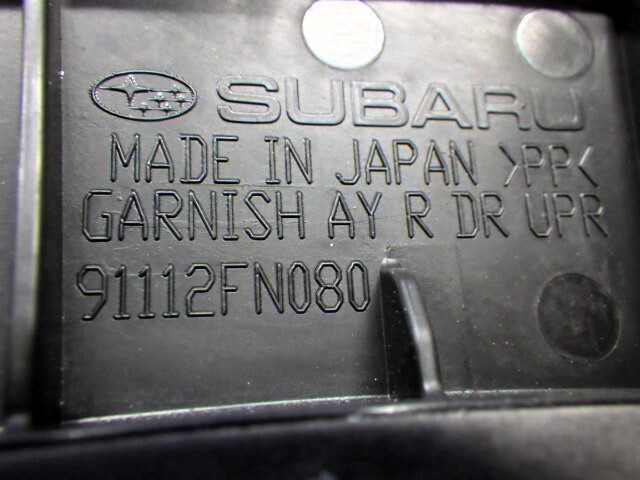 SUBARU
MADE IN JAPAN >PP<
GARNISH AY R DR UPR
91112FN080